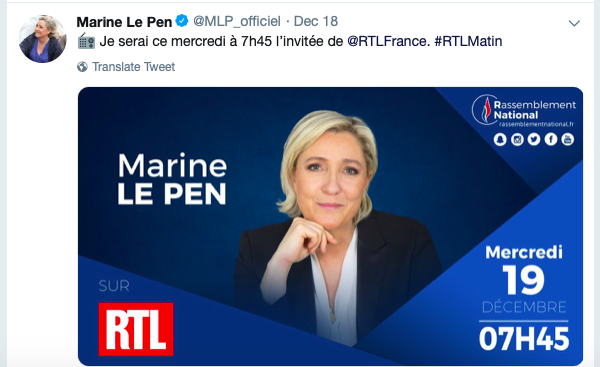 Marine Le Pen @MLP_officiel · Dec 18
Je serai ce mercredi à 7h45 l’invitée de @RTLFrance. #RTLMatin
Translate Tweet
Rassemblement
National
rassemblementnational.fr
Marine
LE PEN
Mercredi
19
DÉCEMBRE
07H45
SUR
RTL